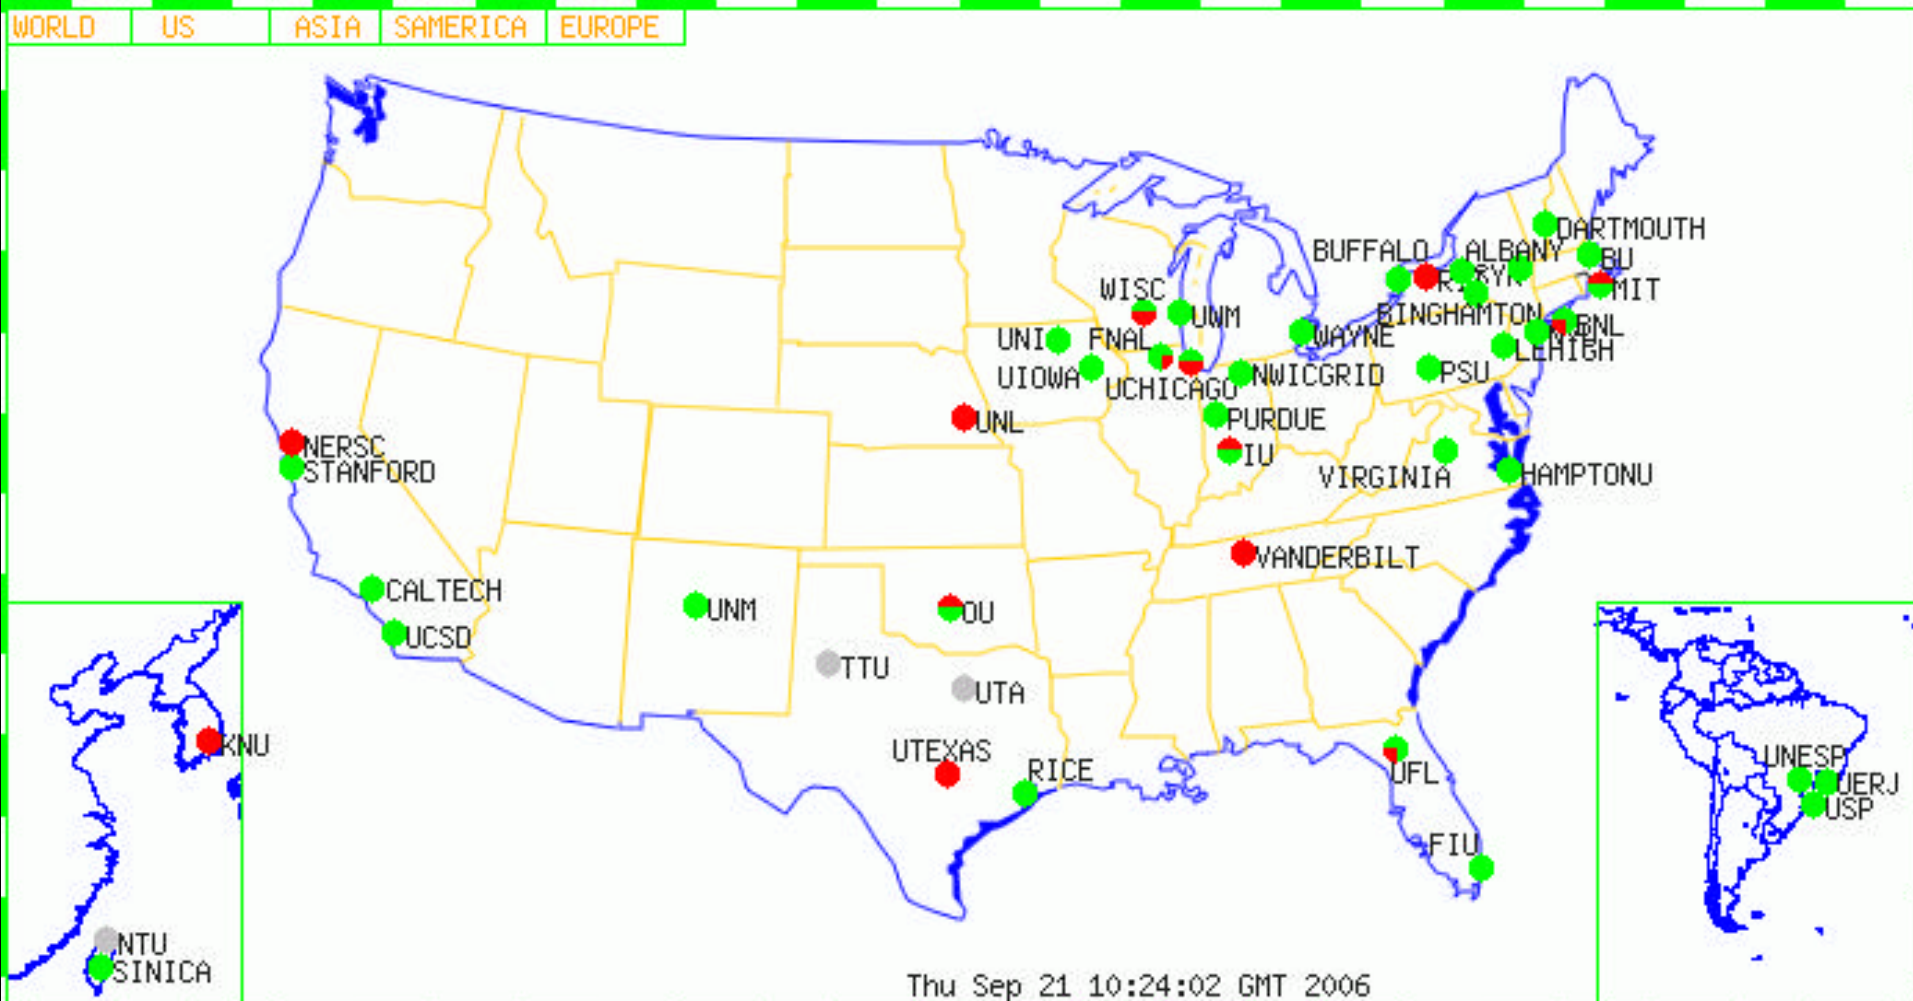 WORLD US ASIA SAMERICA EUROPE
DARTMOUTH
BUFFALO ALBANY
BU
WISC
MIT
UWM
BINGHAMTON
BNL
UNI FNAL
WAYNE
LEHIGH
UIOWA
UCHICAGO
NWICGRID
PSU
UNL
PURDUE
NERSC
IU
STANFORD
VIRGINIA
HAMPTONU
VANDERBILT
CALTECH
UNM
OU
UCSD
TTU
UTA
KNU
UTEXAS
RICE
UFL
UNESP
UERJ
USP
FIU
NTU
SINICA
Thu Sep 21 10:24:02 GMT 2006